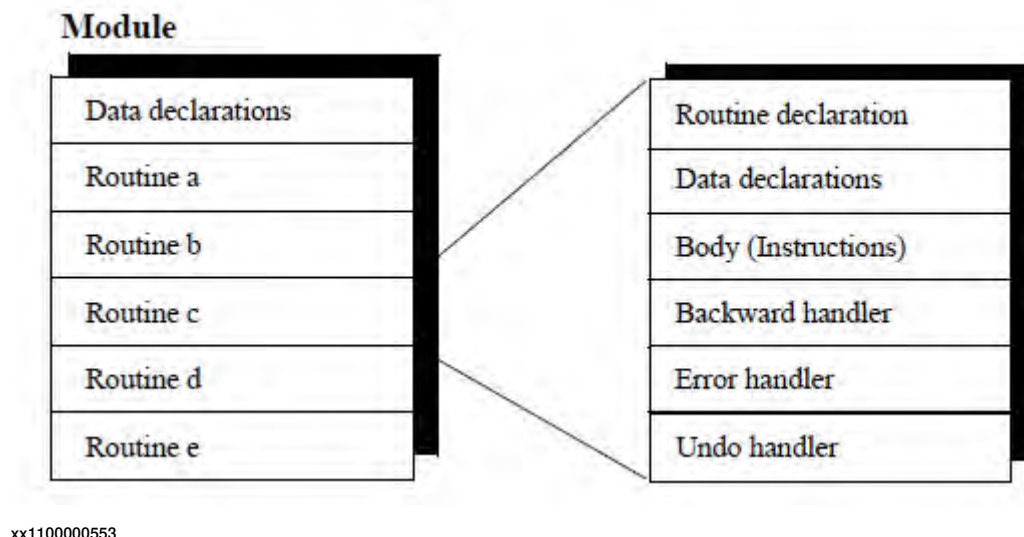 Module
Data declarations
Routine a
Routine b
Routine c
Routine d
Routine e
Routine declaration
Data declarations
Body (Instructions)
Backward handler
Error handler
Undo handler
xx1100000553